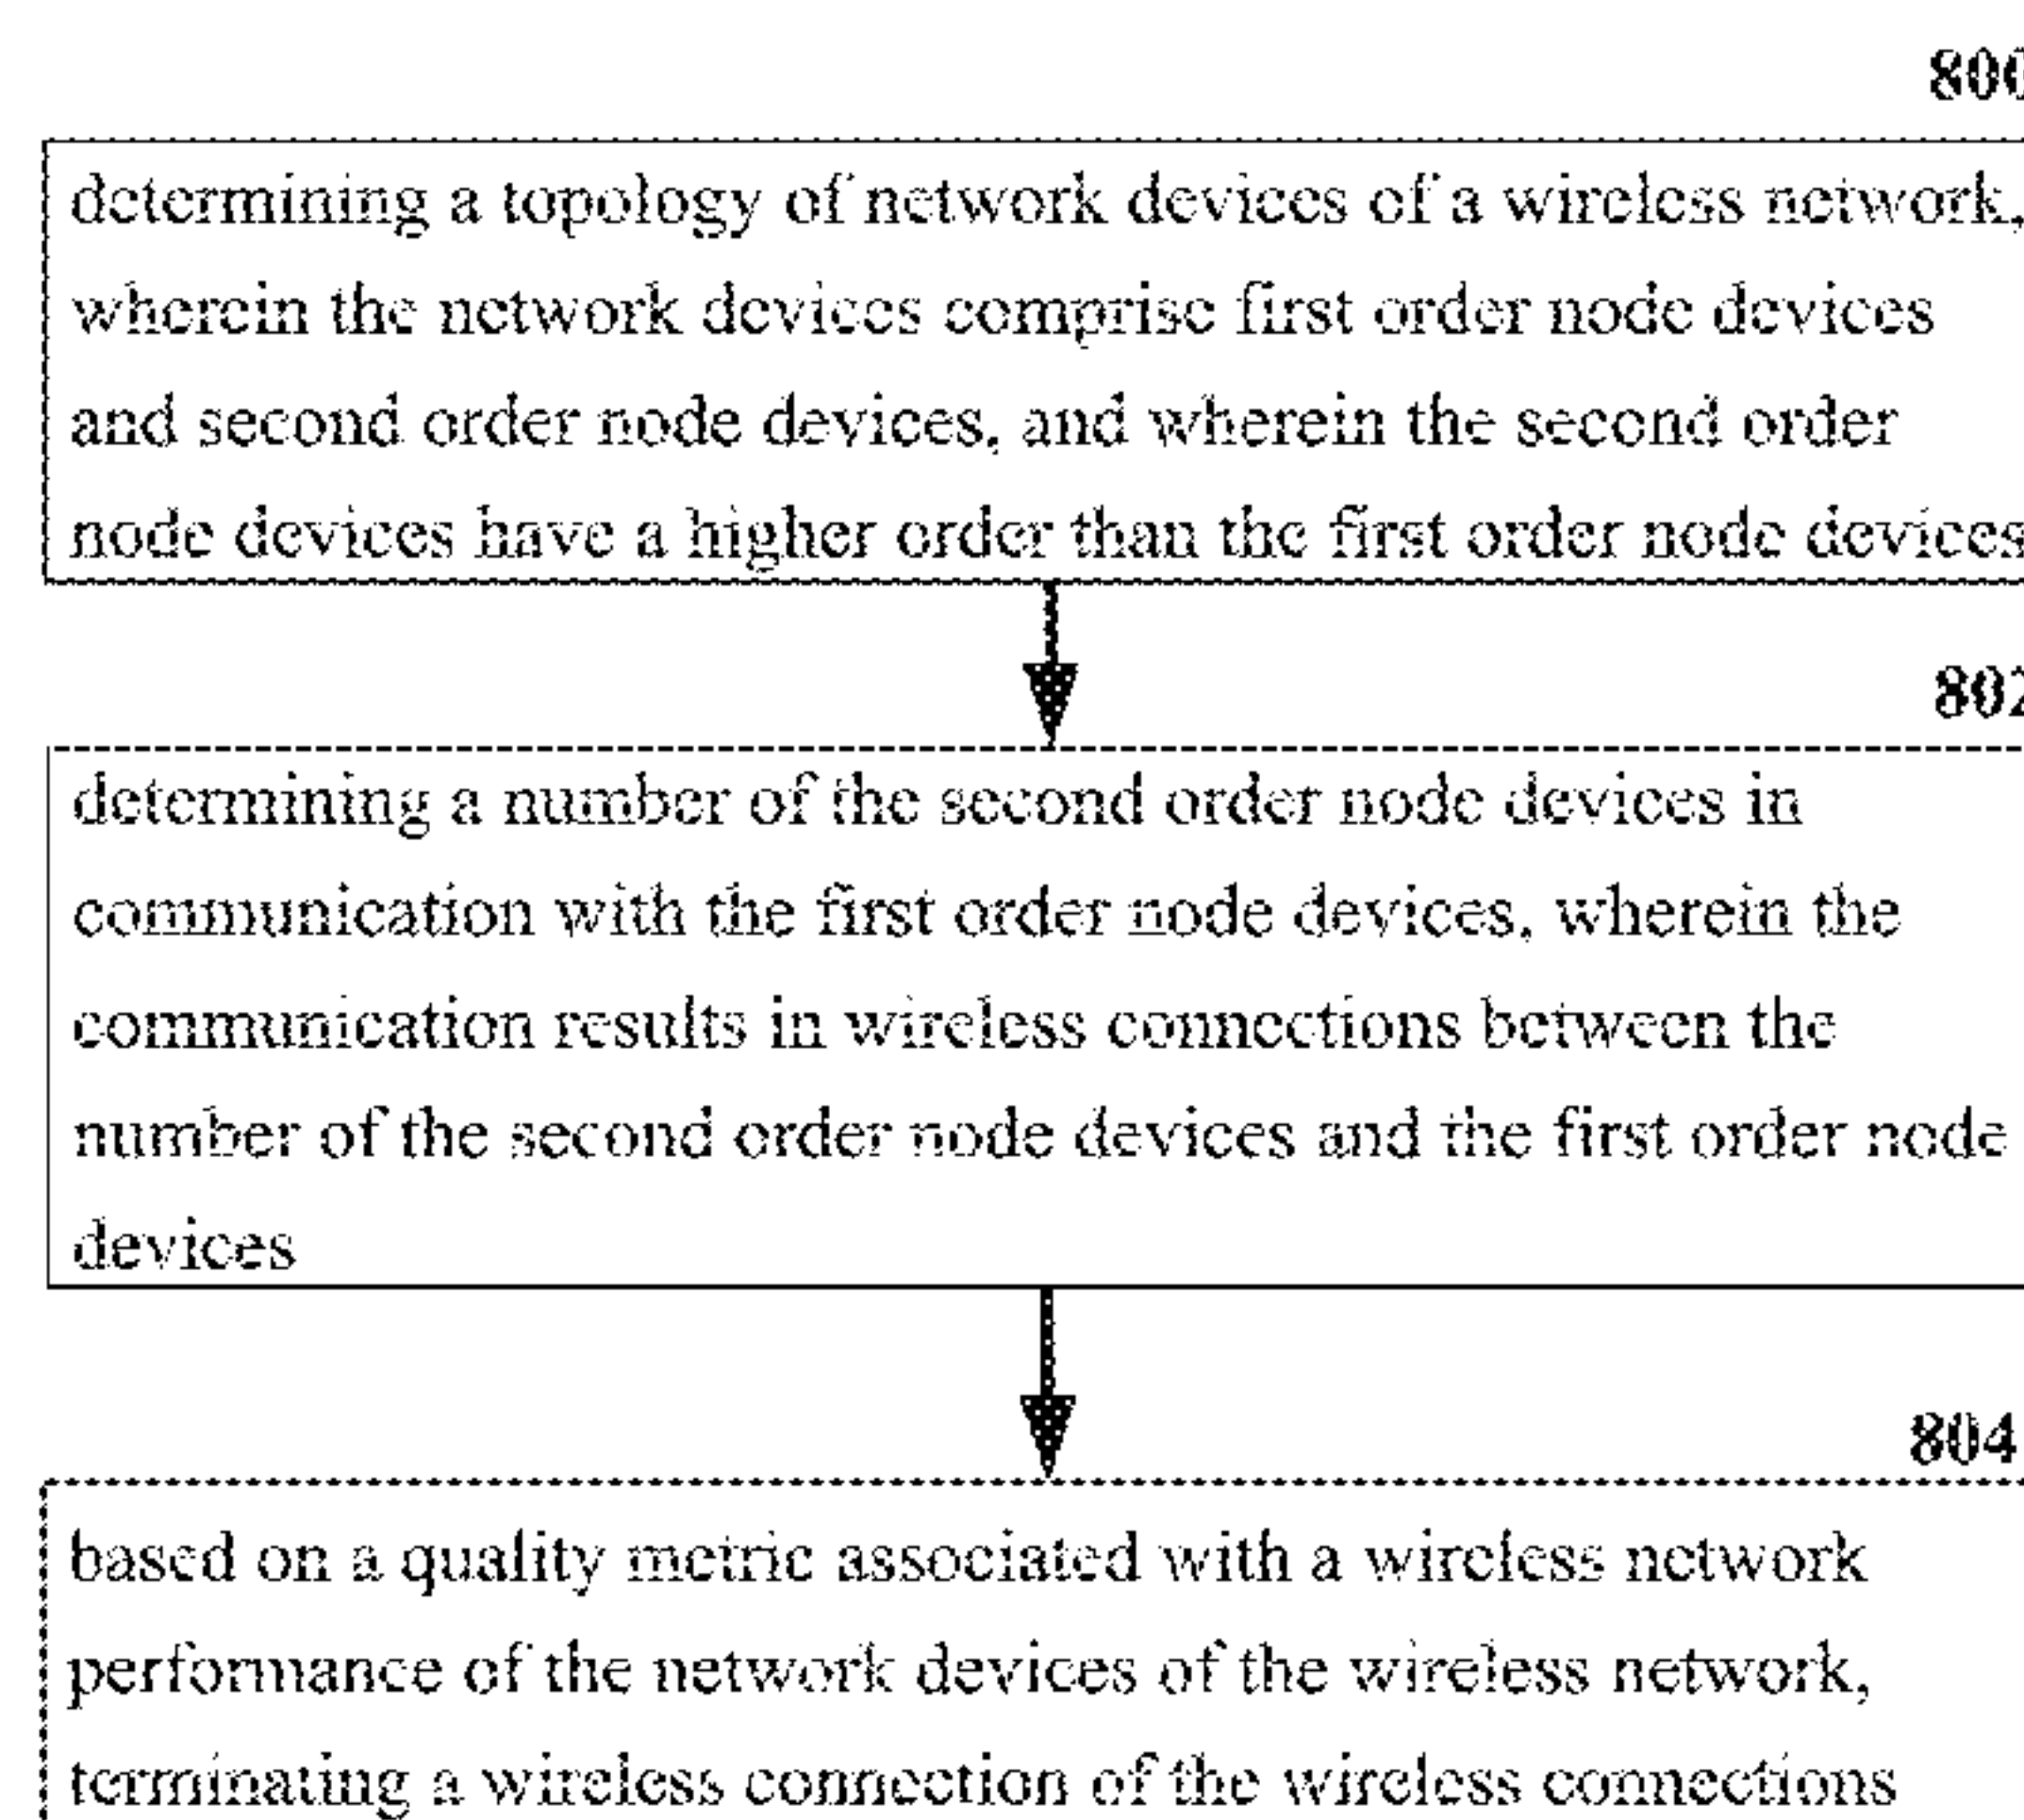 800
determining a topology of network devices of a wireless network,
wherein the network devices comprise first order node devices
and second order node devices, and wherein the second order
node devices have a higher order than the first order node devices
802
determining a number of the second order node devices in
communication with the first order node devices, wherein the
communication results in wireless connections between the
number of the second order node devices and the first order node
devices
804
based on a quality metric associated with a wireless network
performance of the network devices of the wireless network,
terminating a wireless connection of the wireless connections